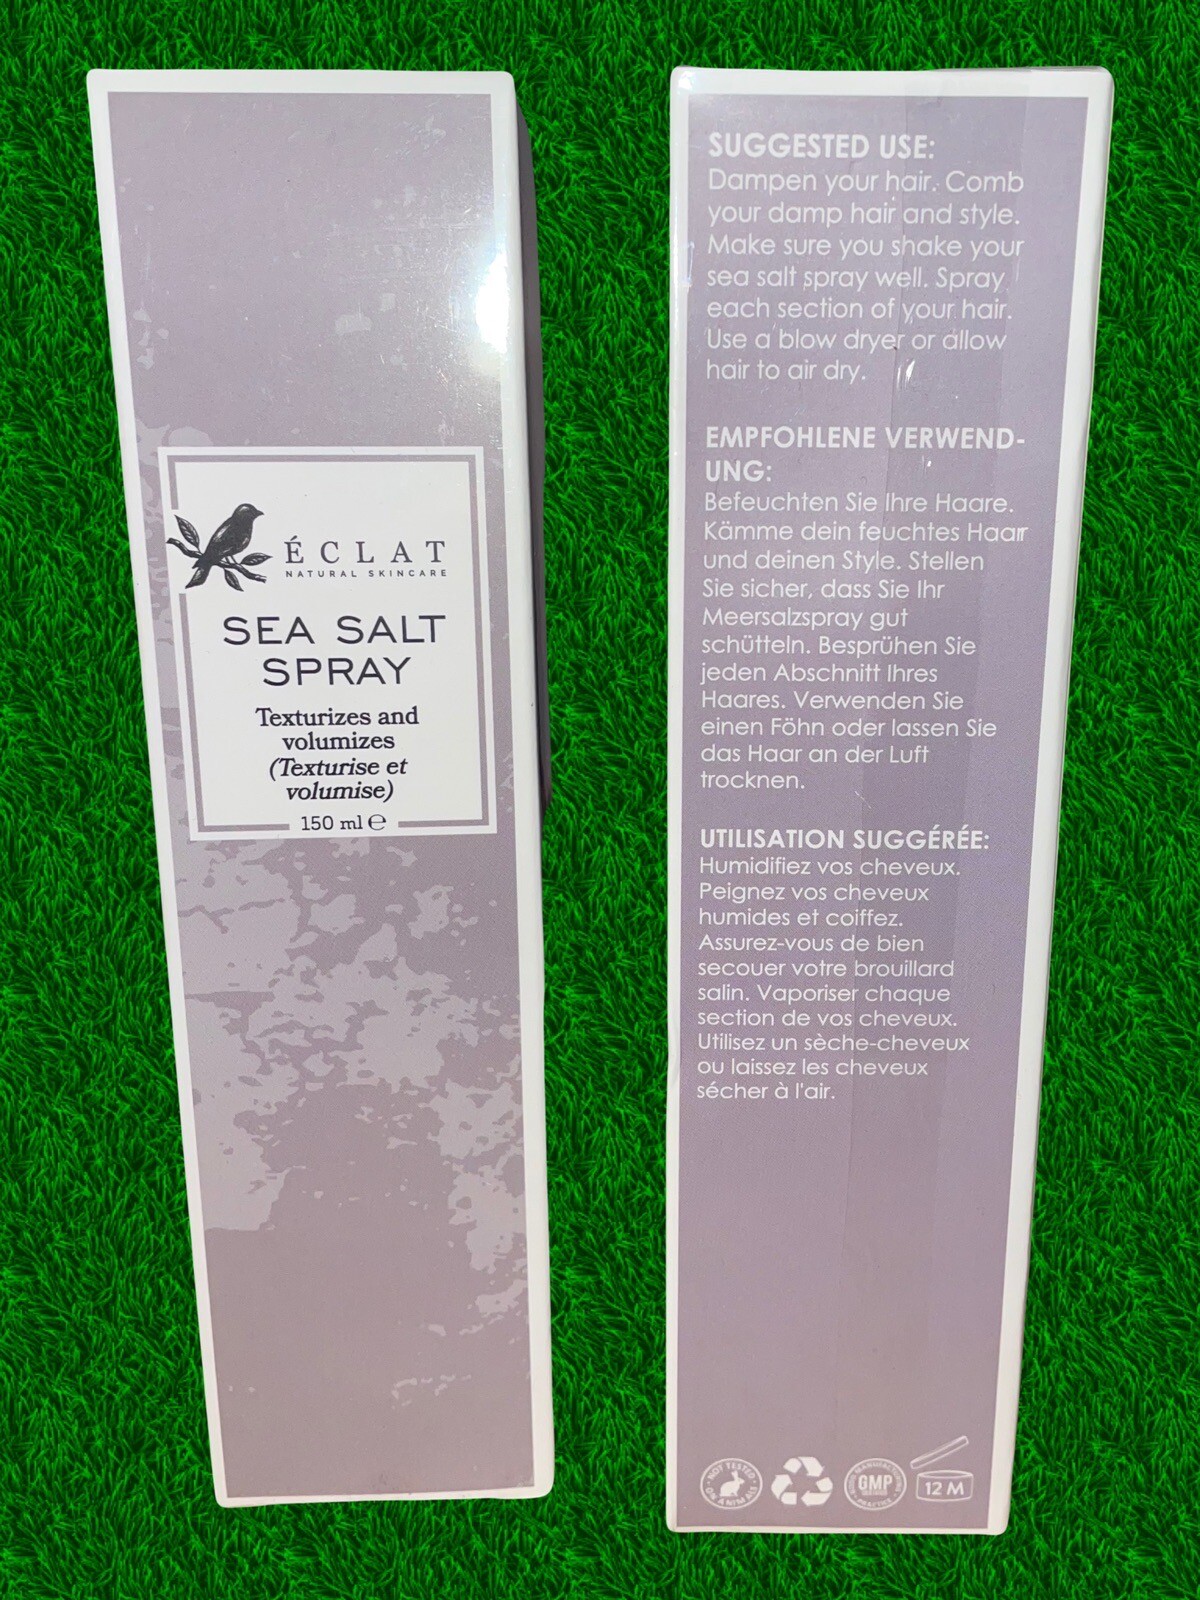 ÉCLAT
NATURAL SKINCARE
SEA SALT
SPRAY
Texturizes and
volumizes
(Texturise et
volumise)
150 ml ℮
SUGGESTED USE:
Dampen your hair. Comb
your damp hair and style.
Make sure you shake your
sea salt spray well. Spray
each section of your hair.
Use a blow dryer or allow
hair to air dry.
EMPFOHLENE VERWEND-
UNG:
Befeuchten Sie Ihre Haare.
Kämme dein feuchtes Haar
und deinen Style. Stellen
Sie sicher, dass Sie Ihr
Meersalzspray gut
schütteln. Besprühen Sie
jeden Abschnitt Ihres
Haares. Verwenden Sie
einen Föhn oder lassen Sie
das Haar an der Luft
trocknen.
UTILISATION SUGGÉRÉE:
Humidifiez vos cheveux.
Peignez vos cheveux
humides et coiffez.
Assurez-vous de bien
secouer votre brouillard
salin. Vaporiser chaque
section de vos cheveux.
Utilisez un sèche-cheveux
ou laissez les cheveux
sécher à l'air.
NOT TESTED
ON ANIMALS
GMP
PRACTICE
12 M